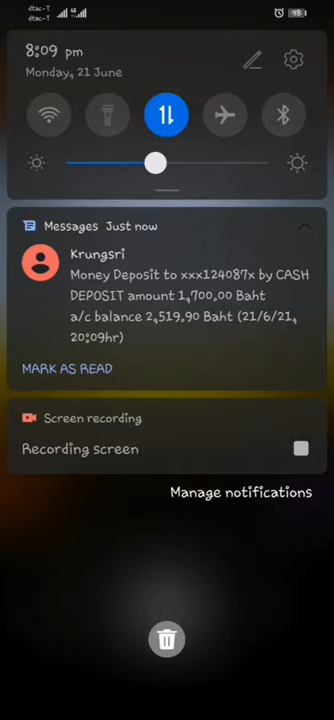 dtac-T
dtac-T
98
8:09 pm
Monday, 21 June
Messages Just now
Krungsri
Money Deposit to xxx124087x by CASH
DEPOSIT amount 1,700.00 Baht
a/c balance 2,519.90 Baht (21/6/21,
20:09hr)
MARK AS READ
Screen recording
Recording screen
Manage notifications